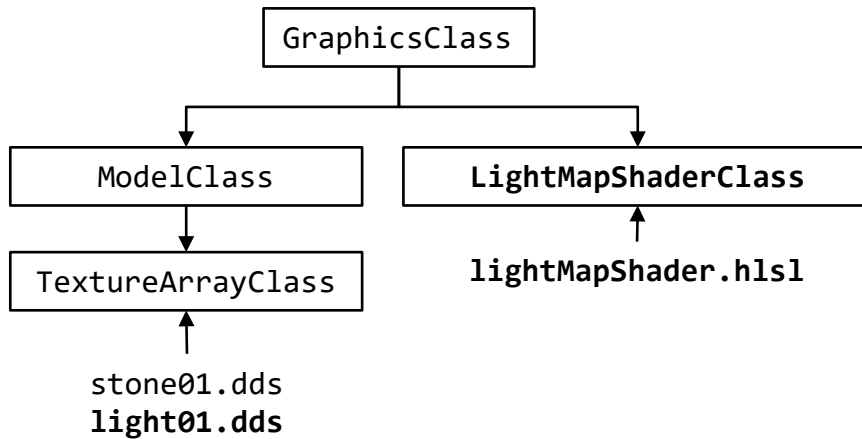 GraphicsClass
ModelClass
LightMapShaderClass
TextureArrayClass
lightMapShader.hlsl
stone01.dds
light01.dds